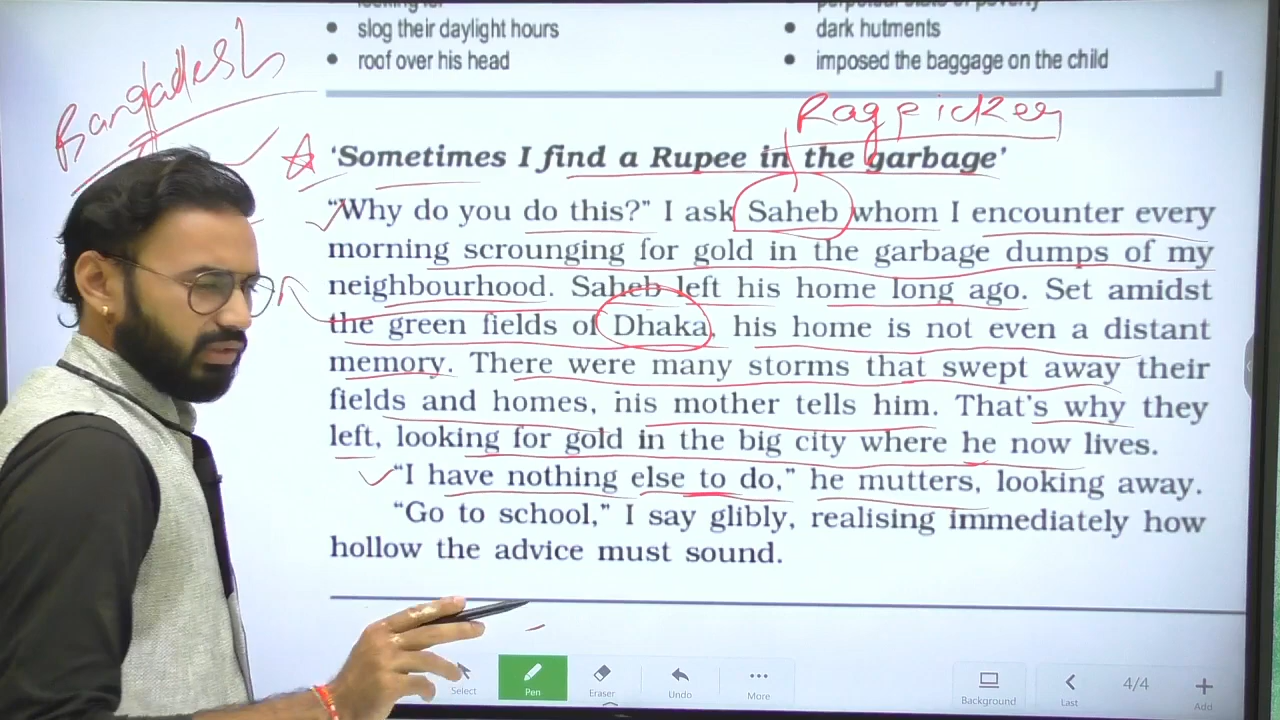 slog their daylight hours
dark hutments
roof over his head
imposed the baggage on the child
Bangladesh
Ragpicker
'Sometimes I find a Rupee in the garbage'
"Why do you do this?" I ask Saheb whom I encounter every
morning scrounging for gold in the garbage dumps of my
neighbourhood. Saheb left his home long ago. Set amidst
the green fields of Dhaka, his home is not even a distant
memory. There were many storms that swept away their
fields and homes, his mother tells him. That's why they
left, looking for gold in the big city where he now lives.
"I have nothing else to do," he mutters, looking away.
"Go to school," I say glibly, realising immediately how
hollow the advice must sound.
Select
Pen
Eraser
Undo
More
Background
Last
4/4
Add